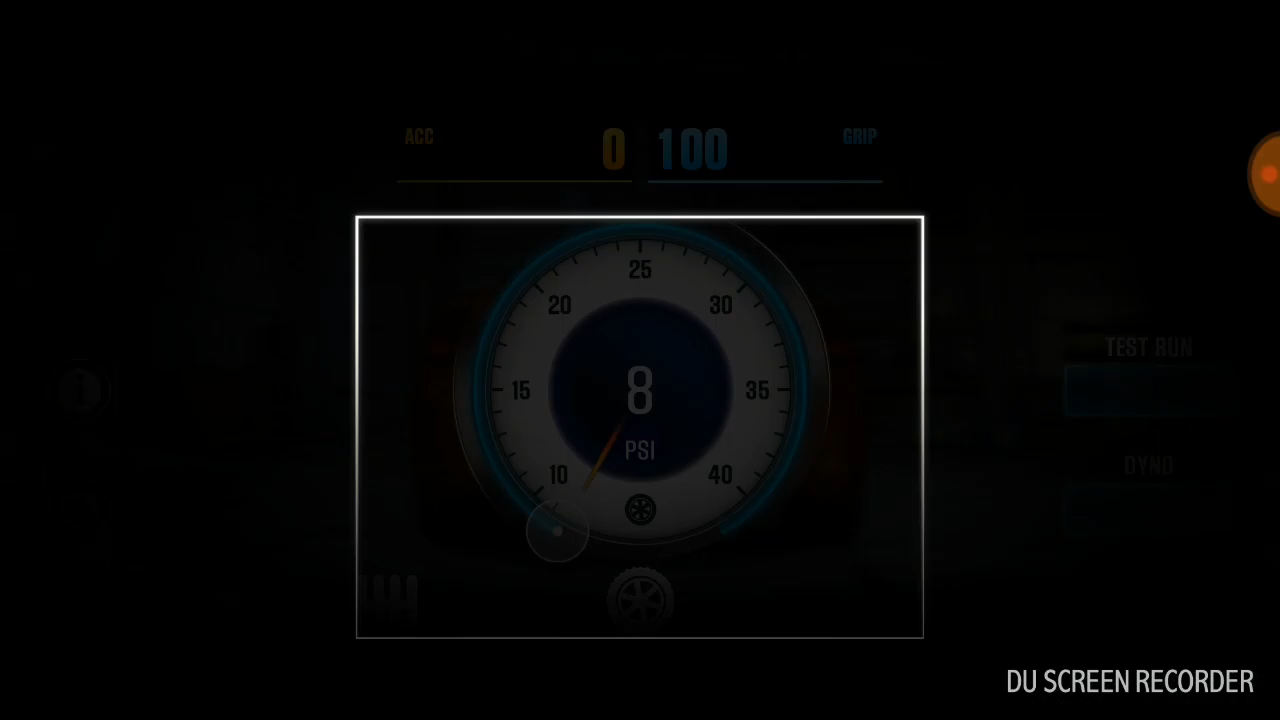 ACC 0 100 GRIP
25
20 30
15 35
8
PSI
10 40
TEST RUN
DYNO
DU SCREEN RECORDER